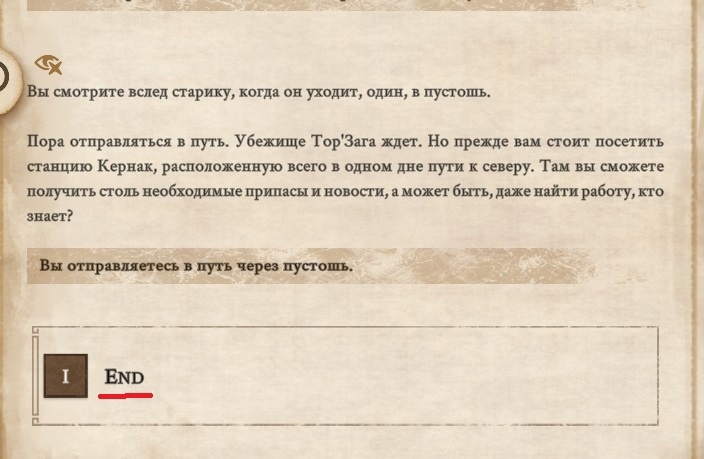 Вы смотрите вслед старику, когда он уходит, один, в пустошь.
Пора отправляться в путь. Убежище Тор'Зага ждет. Но прежде вам стоит посетить
станцию Кернак, расположенную всего в одном дне пути к северу. Там вы сможете
получить столь необходимые припасы и новости, а может быть, даже найти работу, кто
знает?
Вы отправляетесь в путь через пустошь.
I END